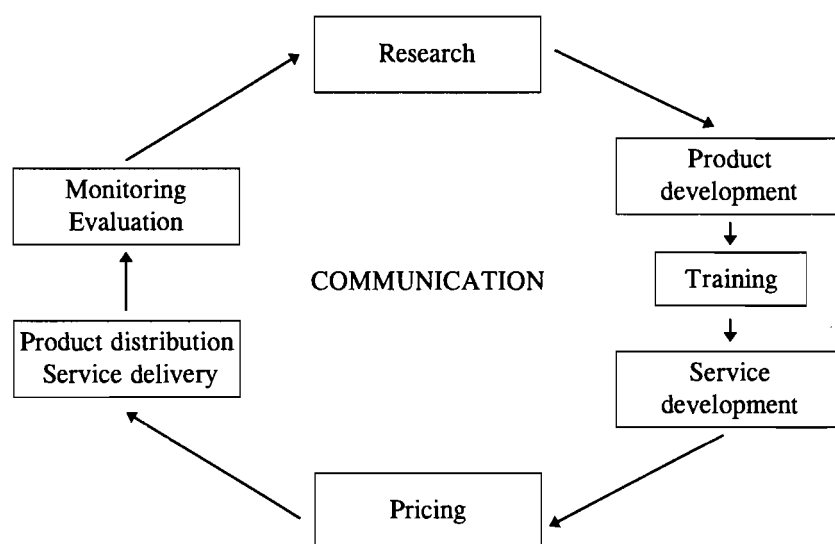 Research
Product
development
Monitoring
Evaluation
COMMUNICATION
Training
Product distribution
Service delivery
Service
development
Pricing